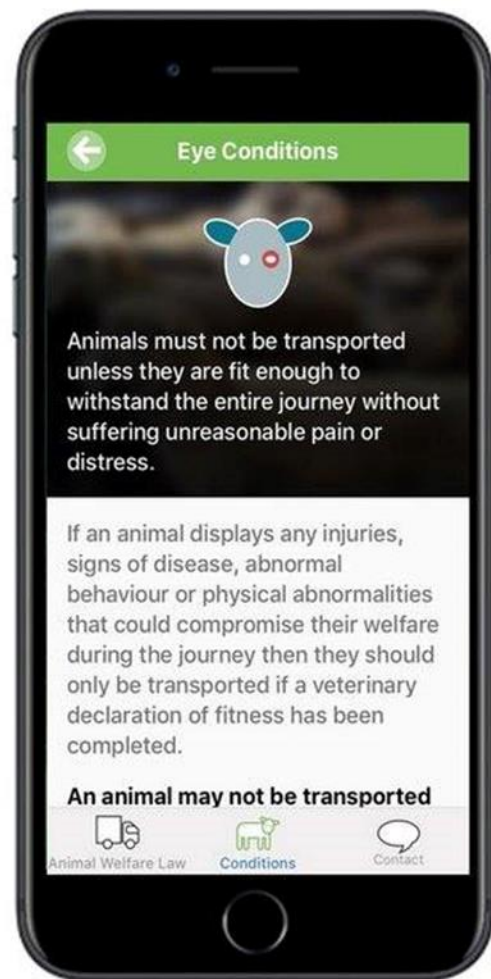 Eye Conditions
Animals must not be transported
unless they are fit enough to
withstand the entire journey without
suffering unreasonable pain or
distress.
If an animal displays any injuries,
signs of disease, abnormal
behaviour or physical abnormalities
that could compromise their welfare
during the journey then they should
only be transported if a veterinary
declaration of fitness has been
completed.
An animal may not be transported
Animal Welfare Law
Conditions
Contact